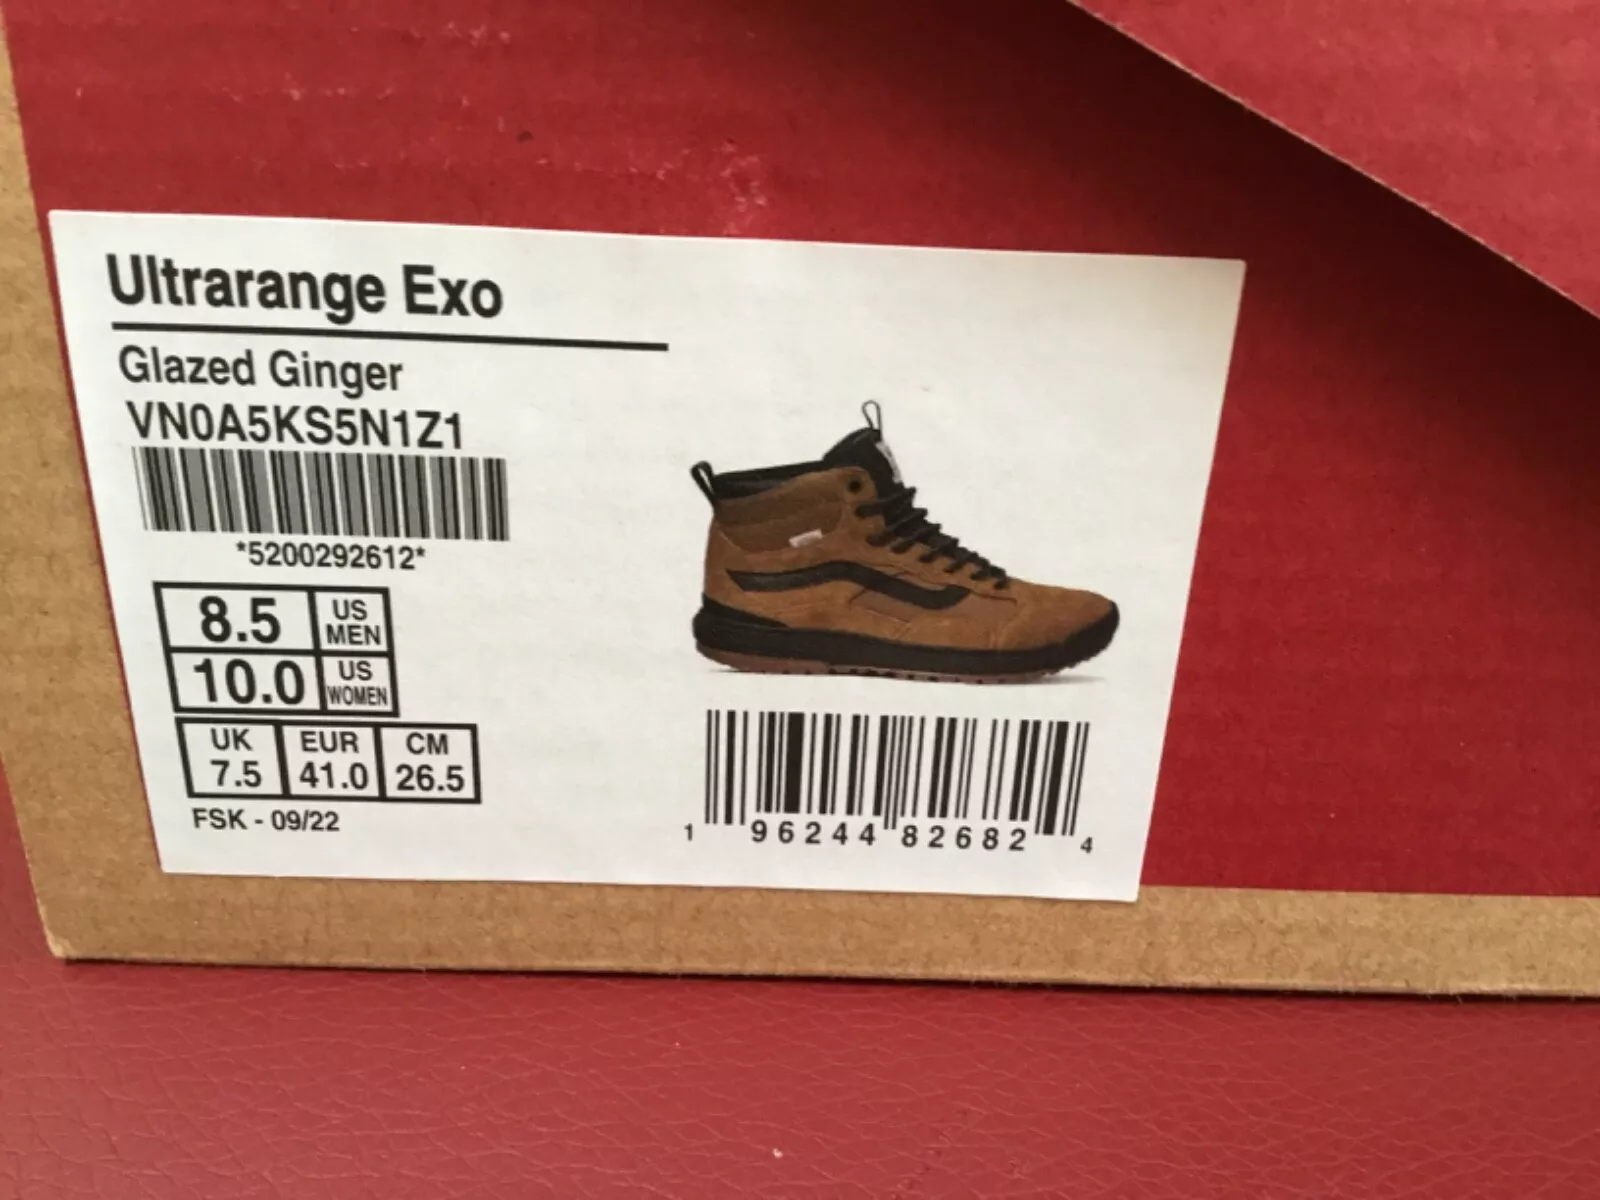 Ultrarange Exo
Glazed Ginger
VN0A5KS5N1Z1
*5200292612*
8.5 US MEN
10.0 US WOMEN
UK EUR CM
7.5 41.0 26.5
FSK - 09/22
1 96244 82682 4